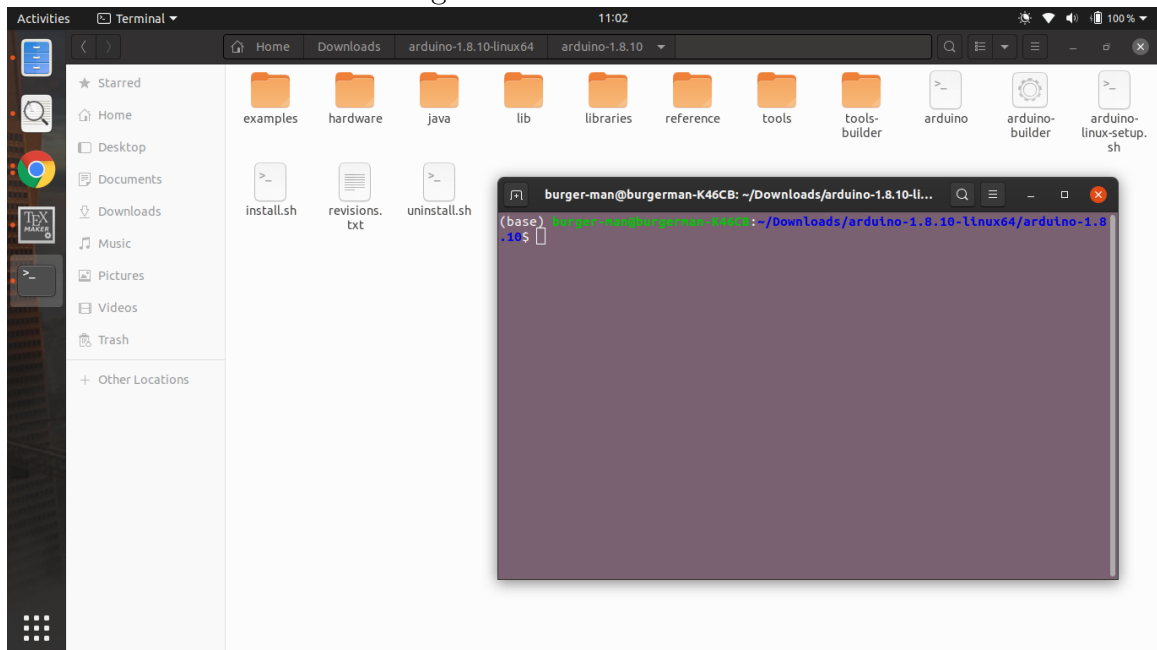 Activities Terminal 11:02 100 %
Home Downloads arduino-1.8.10-linux64 arduino-1.8.10
Starred
Home
Desktop
Documents
Downloads
Music
Pictures
Videos
Trash
+ Other Locations
TEX
MAKER
examples hardware java lib libraries reference tools tools-builder arduino arduino-builder arduino-linux-setup.sh
install.sh revisions.txt uninstall.sh
burger-man@burgerman-K46CB: ~/Downloads/arduino-1.8.10-li...
(base) burger-man@burgerman-K46CB:~/Downloads/arduino-1.8.10-linux64/arduino-1.8
.10$